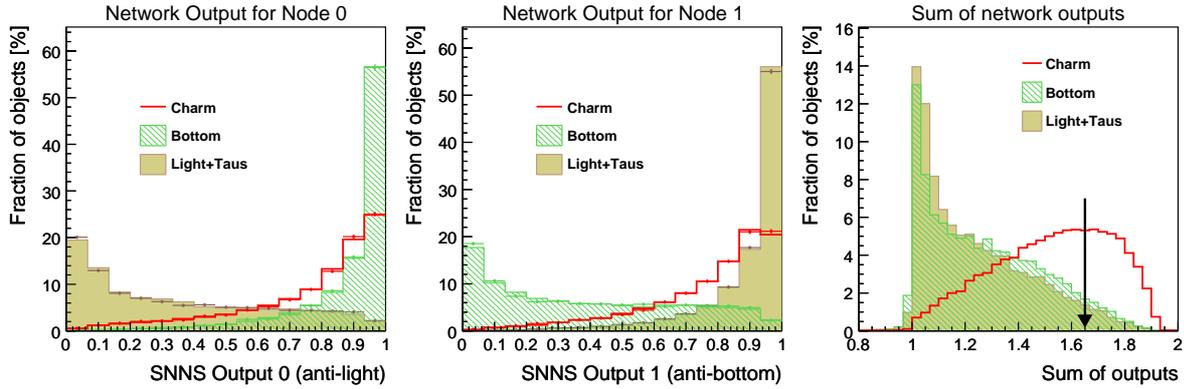 Network Output for Node 0
Fraction of objects [%]
60
50
40
30
20
10
0
Charm
Bottom
Light+Taus
0 0.1 0.2 0.3 0.4 0.5 0.6 0.7 0.8 0.9 1
SNNS Output 0 (anti-light)
Network Output for Node 1
Fraction of objects [%]
60
50
40
30
20
10
0
Charm
Bottom
Light+Taus
0 0.1 0.2 0.3 0.4 0.5 0.6 0.7 0.8 0.9 1
SNNS Output 1 (anti-bottom)
Sum of network outputs
Fraction of objects [%]
16
14
12
10
8
6
4
2
0
Charm
Bottom
Light+Taus
0.8 1 1.2 1.4 1.6 1.8 2
Sum of outputs